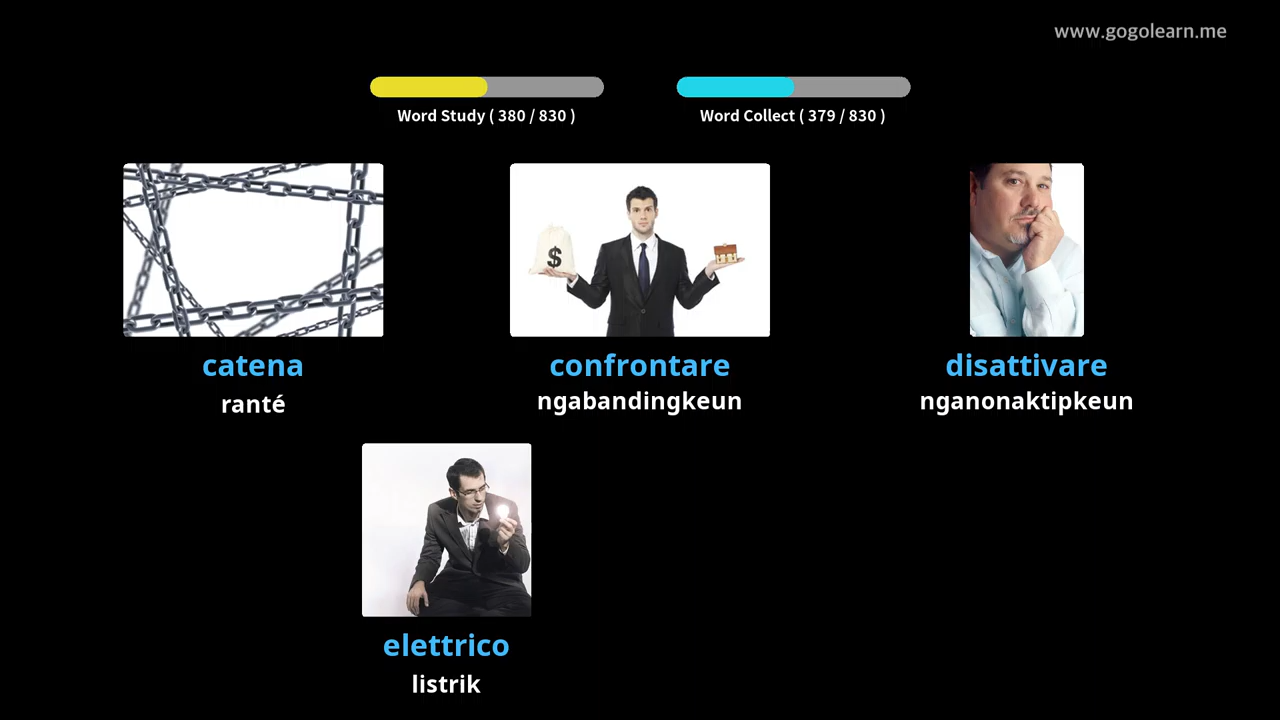 www.gogolearn.me
Word Study ( 380 / 830 )
Word Collect ( 379 / 830 )
$
catena
confrontare
disattivare
ranté
ngabandingkeun
nganonaktipkeun
elettrico
listrik